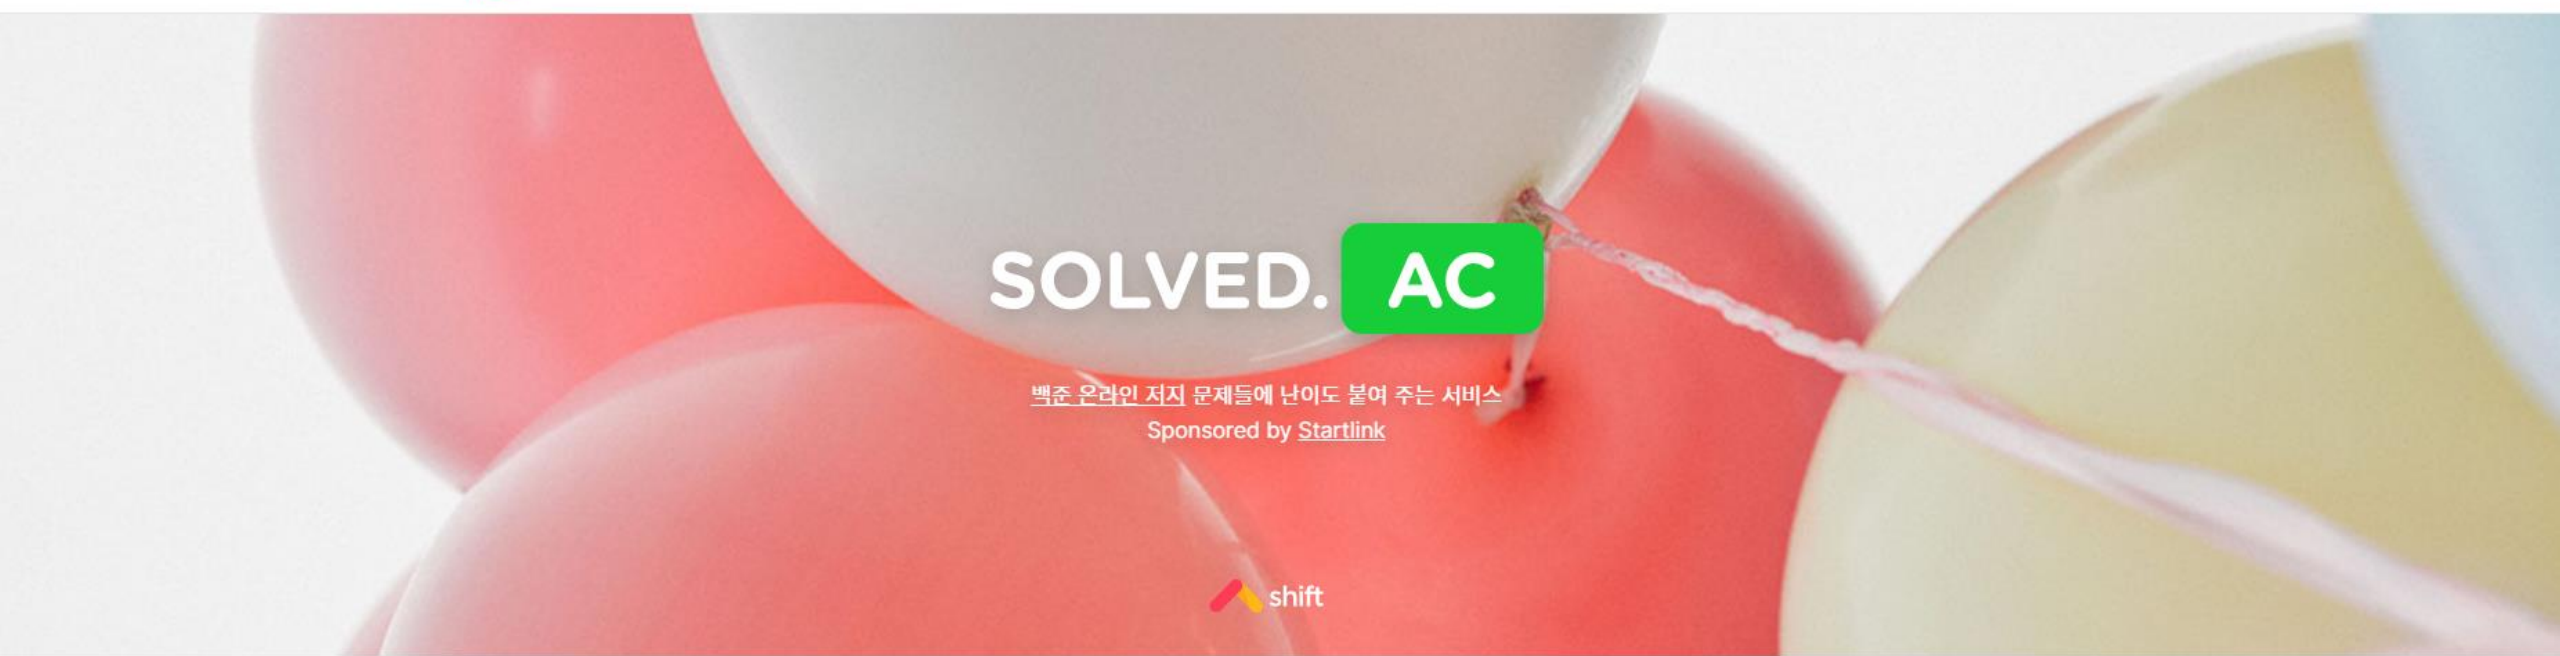 SOLVED. AC
백준 온라인 저지 문제들에 난이도 붙여 주는 서비스
Sponsored by Startlink
shift